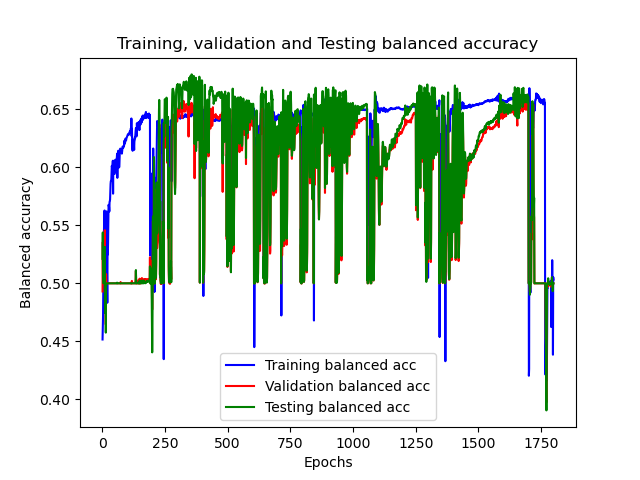 Training, validation and Testing balanced accuracy
Balanced accuracy
0.65
0.60
0.55
0.50
0.45
0.40
Training balanced acc
Validation balanced acc
Testing balanced acc
0 250 500 750 1000 1250 1500 1750
Epochs